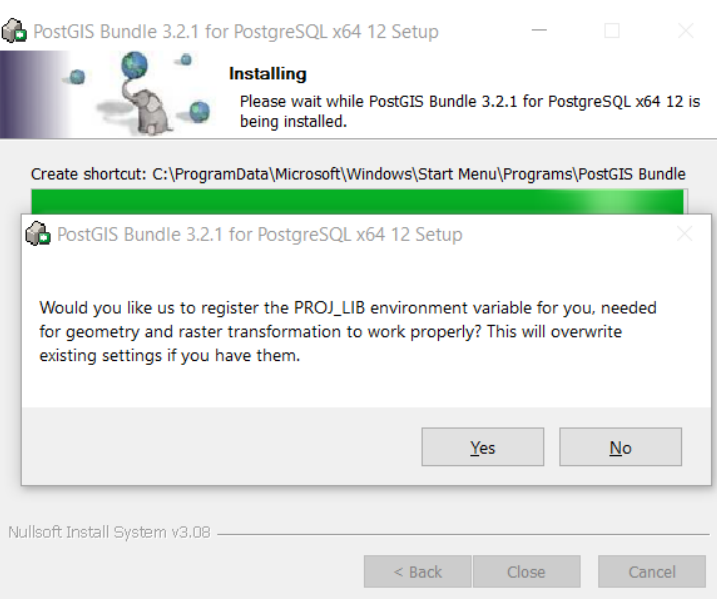 PostGIS Bundle 3.2.1 for PostgreSQL x64 12 Setup
Installing
Please wait while PostGIS Bundle 3.2.1 for PostgreSQL x64 12 is
being installed.
Create shortcut: C:\ProgramData\Microsoft\Windows\Start Menu\Programs\PostGIS Bundle
PostGIS Bundle 3.2.1 for PostgreSQL x64 12 Setup
Would you like us to register the PROJ_LIB environment variable for you, needed
for geometry and raster transformation to work properly? This will overwrite
existing settings if you have them.
Yes No
Nullsoft Install System v3.08
< Back Close Cancel